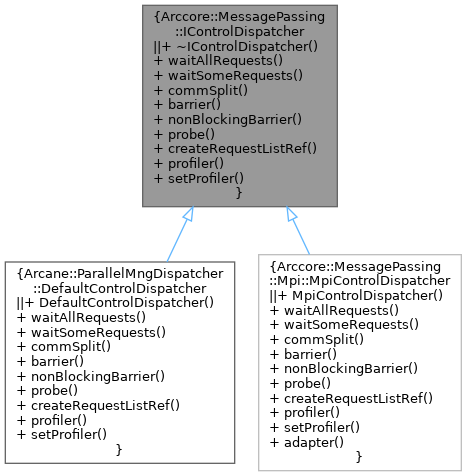 {Arccore::MessagePassing
::IControlDispatcher
||+ ~IControlDispatcher()
+ waitAllRequests()
+ waitSomeRequests()
+ commSplit()
+ barrier()
+ nonBlockingBarrier()
+ probe()
+ createRequestListRef()
+ profiler()
+ setProfiler()
}
{Arcane::ParallelMngDispatcher
::DefaultControlDispatcher
||+ DefaultControlDispatcher()
+ waitAllRequests()
+ waitSomeRequests()
+ commSplit()
+ barrier()
+ nonBlockingBarrier()
+ probe()
+ createRequestListRef()
+ profiler()
+ setProfiler()
}
{Arccore::MessagePassing
::Mpi::MpiControlDispatcher
||+ MpiControlDispatcher()
+ waitAllRequests()
+ waitSomeRequests()
+ commSplit()
+ barrier()
+ nonBlockingBarrier()
+ probe()
+ createRequestListRef()
+ profiler()
+ setProfiler()
+ adapter()
}